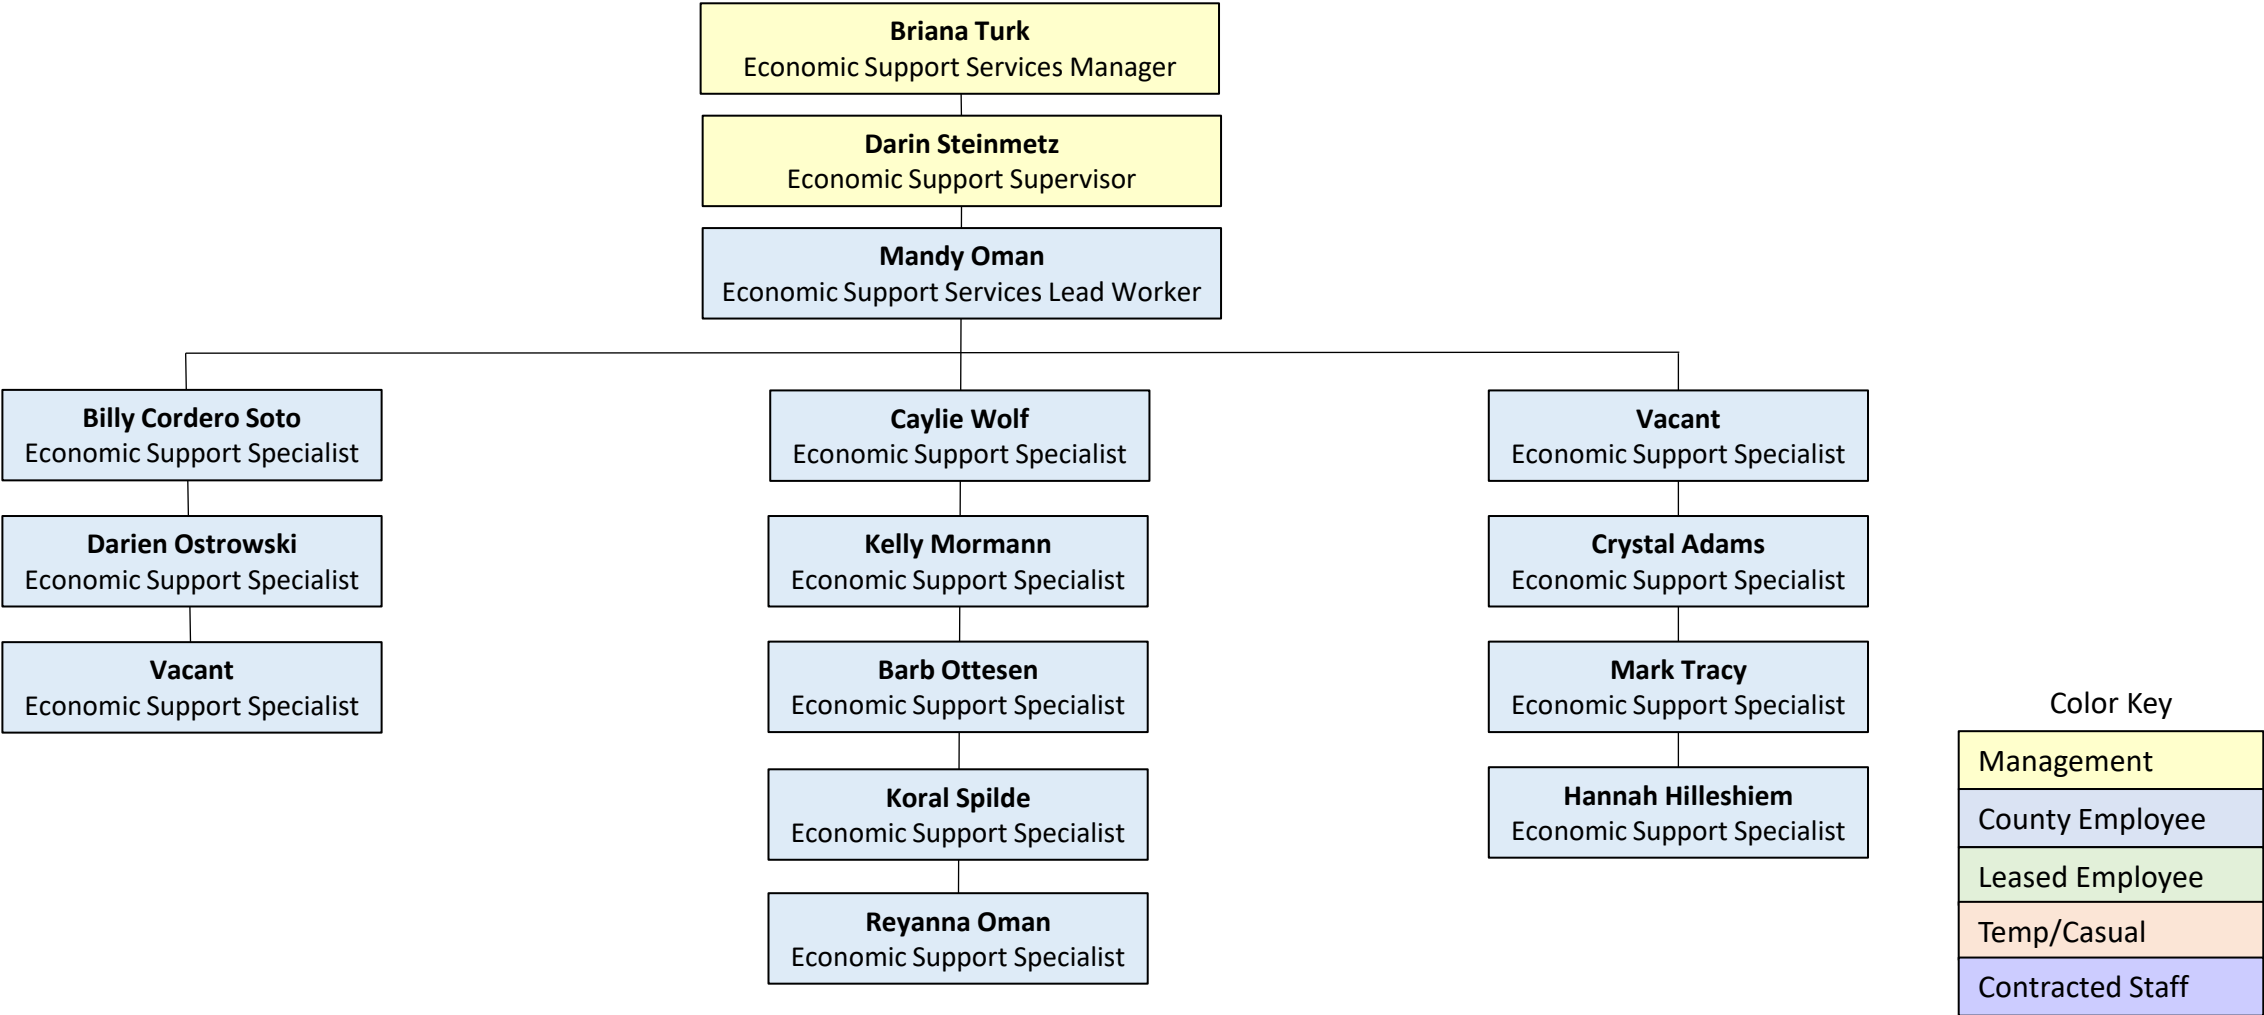 Briana Turk
Economic Support Services Manager
Darin Steinmetz
Economic Support Supervisor
Mandy Oman
Economic Support Services Lead Worker
Billy Cordero Soto
Economic Support Specialist
Darien Ostrowski
Economic Support Specialist
Vacant
Economic Support Specialist
Caylie Wolf
Economic Support Specialist
Kelly Mormann
Economic Support Specialist
Barb Ottesen
Economic Support Specialist
Koral Spilde
Economic Support Specialist
Reyanna Oman
Economic Support Specialist
Vacant
Economic Support Specialist
Crystal Adams
Economic Support Specialist
Mark Tracy
Economic Support Specialist
Hannah Hilleshiem
Economic Support Specialist
Color Key
Management
County Employee
Leased Employee
Temp/Casual
Contracted Staff